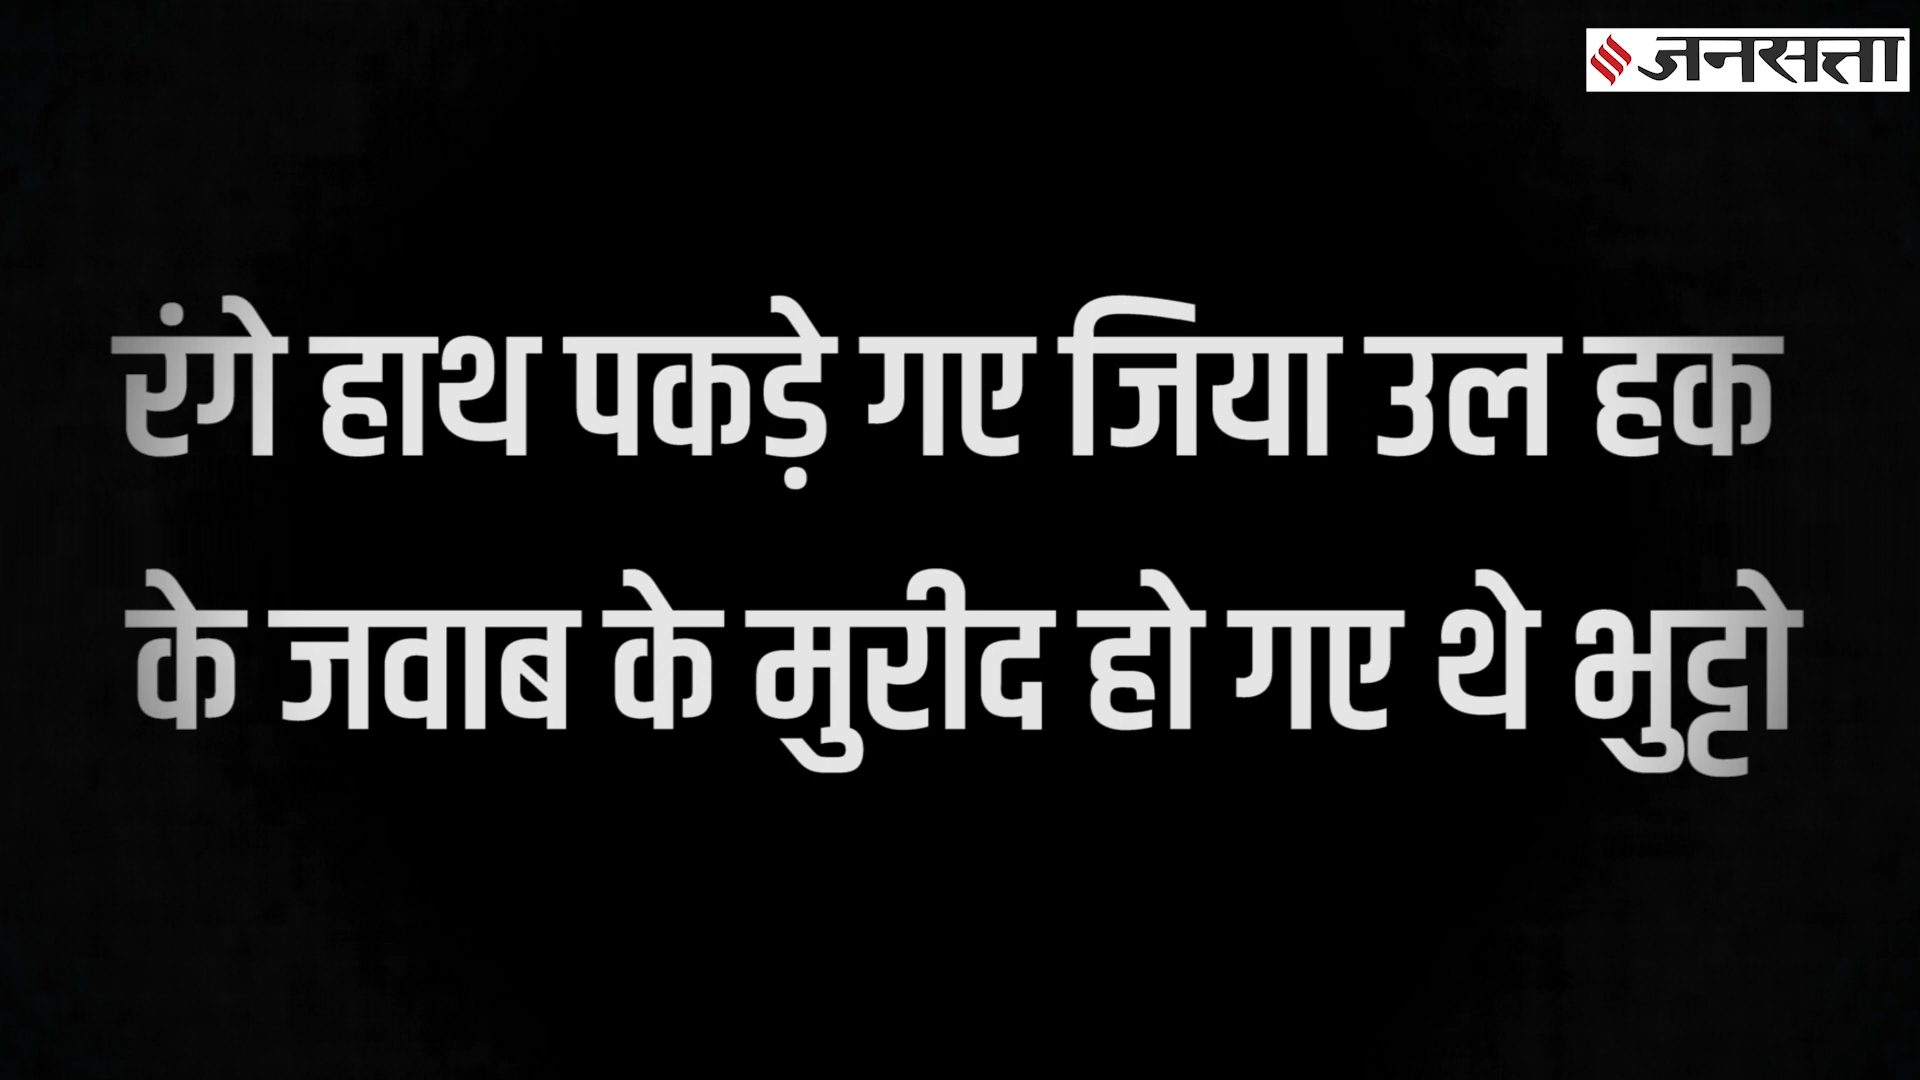 जनसत्ता
रंगे हाथ पकड़े गए जिया उल हक
के जवाब के मुरीद हो गए थे भुट्टो